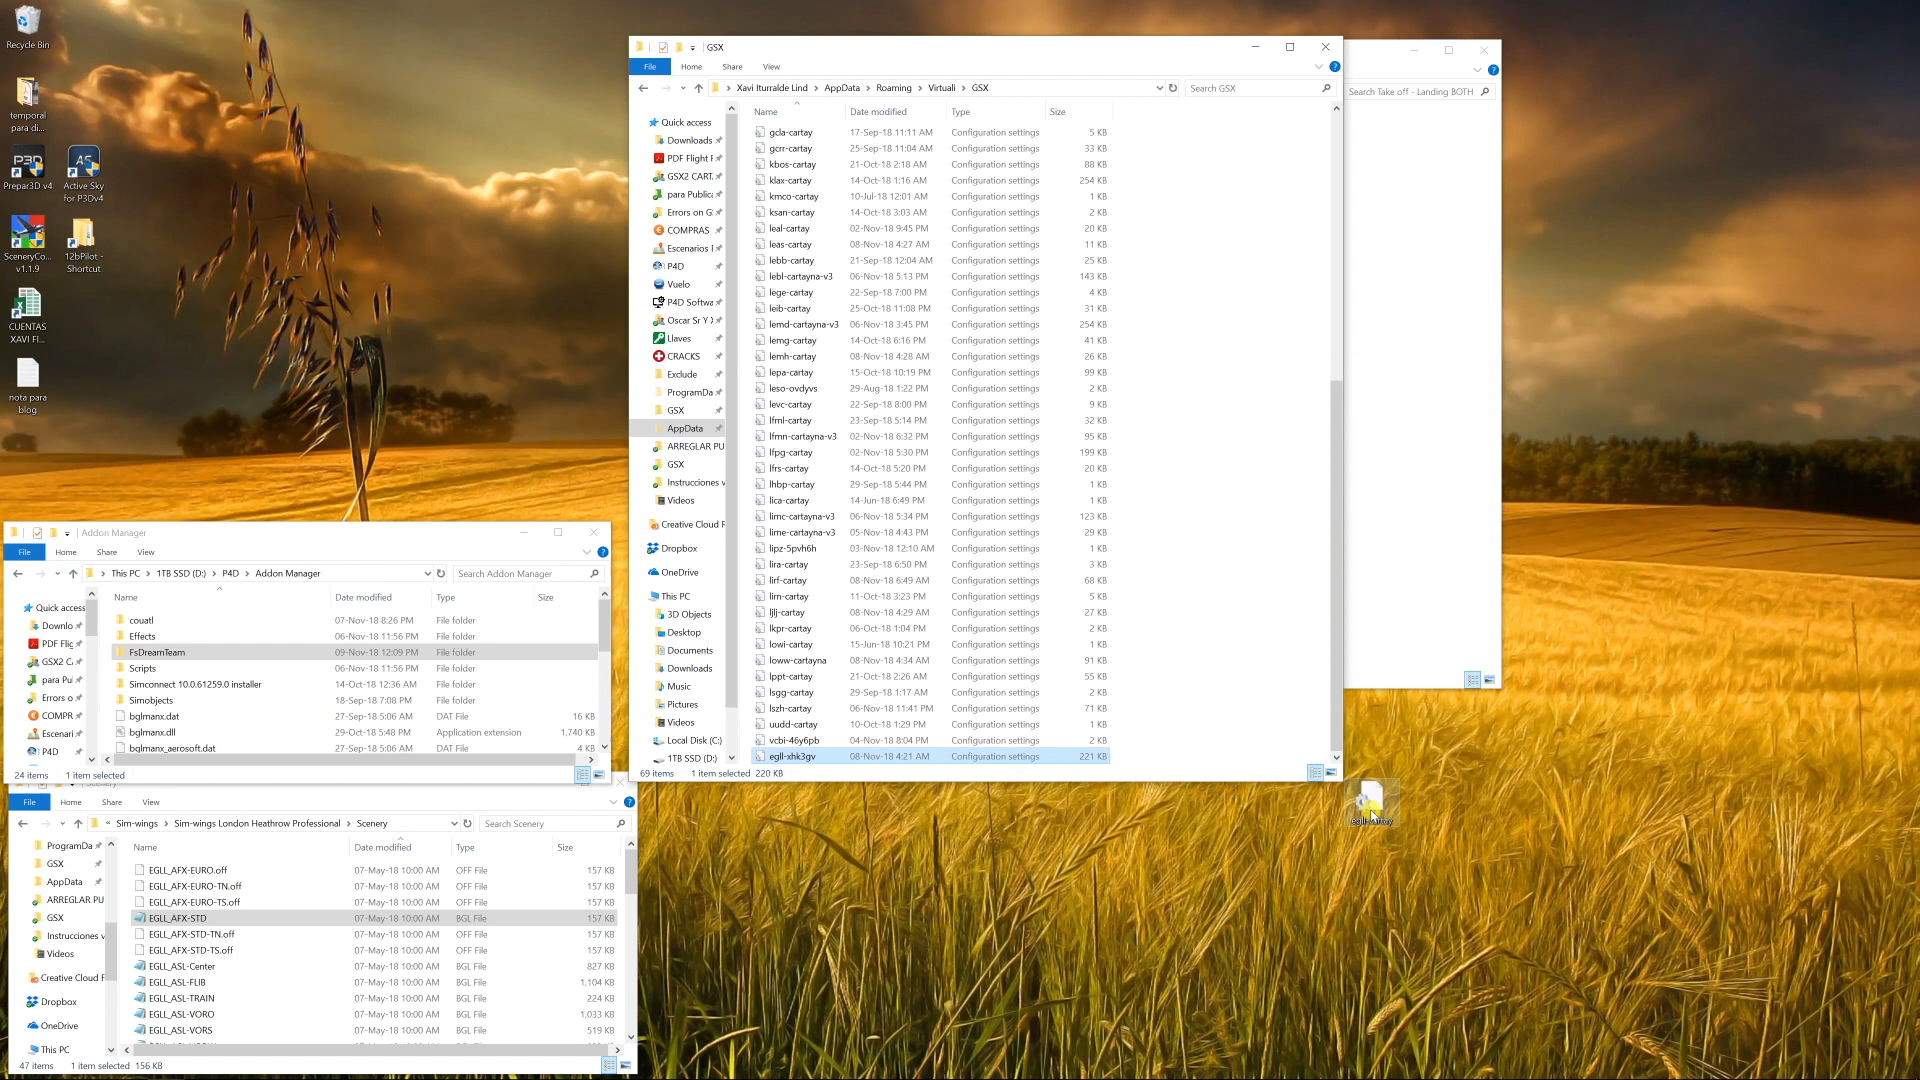 Recycle Bin
temporal
para di...
Prepar3D v4
Active Sky
for P3Dv4
SceneryCo...
v1.1.9
12bPilot -
Shortcut
CUENTAS
XAVI FI...
nota para
blog
GSX
File Home Share View
Xavi Iturralde Lind > AppData > Roaming > Virtuali > GSX
Search GSX
Name Date modified Type Size
Quick access
Downloads
PDF Flight F
GSX2 CART.
para Publica
Errors on G
COMPRAS
Escenarios
P4D
Vuelo
P4D Softwa
Oscar Sr Y
Llaves
CRACKS
Exclude
ProgramDa
GSX
AppData
ARREGLAR PU
GSX
Instrucciones v
Videos
Creative Cloud F
Dropbox
OneDrive
This PC
3D Objects
Desktop
Documents
Downloads
Music
Pictures
Videos
Local Disk (C:)
1TB SSD (D:)
gcla-cartay 17-Sep-18 11:11 AM Configuration settings 5 KB
gcrr-cartay 25-Sep-18 11:04 AM Configuration settings 33 KB
kbos-cartay 21-Oct-18 2:18 AM Configuration settings 88 KB
klax-cartay 14-Oct-18 1:16 AM Configuration settings 254 KB
kmco-cartay 10-Jul-18 12:01 AM Configuration settings 1 KB
ksan-cartay 14-Oct-18 3:03 AM Configuration settings 2 KB
leal-cartay 02-Nov-18 9:45 PM Configuration settings 20 KB
leas-cartay 08-Nov-18 4:27 AM Configuration settings 11 KB
lebb-cartay 21-Sep-18 12:04 AM Configuration settings 25 KB
lebl-cartayna-v3 06-Nov-18 5:13 PM Configuration settings 143 KB
lege-cartay 22-Sep-18 7:00 PM Configuration settings 4 KB
leib-cartay 25-Oct-18 11:08 PM Configuration settings 31 KB
lemd-cartayna-v3 06-Nov-18 3:45 PM Configuration settings 254 KB
lemg-cartay 14-Oct-18 6:16 PM Configuration settings 41 KB
lemh-cartay 08-Nov-18 4:28 AM Configuration settings 26 KB
lepa-cartay 15-Oct-18 10:19 PM Configuration settings 99 KB
leso-ovdyvs 29-Aug-18 1:22 PM Configuration settings 2 KB
levc-cartay 22-Sep-18 8:00 PM Configuration settings 9 KB
lfml-cartay 23-Sep-18 5:14 PM Configuration settings 32 KB
lfmn-cartayna-v3 02-Nov-18 6:32 PM Configuration settings 95 KB
lfpg-cartay 02-Nov-18 5:30 PM Configuration settings 199 KB
lfrs-cartay 14-Oct-18 5:20 PM Configuration settings 20 KB
lhbp-cartay 29-Sep-18 5:44 PM Configuration settings 1 KB
lica-cartay 14-Jun-18 6:49 PM Configuration settings 1 KB
limc-cartayna-v3 06-Nov-18 5:34 PM Configuration settings 123 KB
lime-cartayna-v3 05-Nov-18 4:43 PM Configuration settings 29 KB
lipz-5pvh6h 03-Nov-18 12:10 AM Configuration settings 1 KB
lira-cartay 23-Sep-18 6:50 PM Configuration settings 3 KB
lirf-cartay 08-Nov-18 6:49 AM Configuration settings 68 KB
lirn-cartay 11-Oct-18 3:23 PM Configuration settings 5 KB
ljlj-cartay 08-Nov-18 4:29 AM Configuration settings 27 KB
lkpr-cartay 06-Oct-18 1:04 PM Configuration settings 2 KB
lowi-cartay 15-Jun-18 10:21 PM Configuration settings 1 KB
loww-cartayna 08-Nov-18 4:34 AM Configuration settings 91 KB
lppt-cartay 21-Oct-18 2:26 AM Configuration settings 55 KB
lsgg-cartay 29-Sep-18 1:17 AM Configuration settings 2 KB
lszh-cartay 06-Nov-18 11:41 PM Configuration settings 71 KB
uudd-cartay 10-Oct-18 1:29 PM Configuration settings 1 KB
vcbi-46y6pb 04-Nov-18 8:04 PM Configuration settings 2 KB
egll-xhk3gv 08-Nov-18 4:21 AM Configuration settings 221 KB
69 items 1 item selected 220 KB
Search Take off - Landing BOTH
egll-cartay
Addon Manager
File Home Share View
This PC > 1TB SSD (D:) > P4D > Addon Manager
Search Addon Manager
Name Date modified Type Size
Quick access
Downlo
PDF Flig
GSX2 C
para Pu
Errors o
COMPR
Escenari
P4D
couatl 07-Nov-18 8:26 PM File folder
Effects 06-Nov-18 11:56 PM File folder
FsDreamTeam 09-Nov-18 12:09 PM File folder
Scripts 06-Nov-18 11:56 PM File folder
Simconnect 10.0.61259.0 installer 14-Oct-18 12:36 AM File folder
Simobjects 18-Sep-18 7:08 PM File folder
bglmanx.dat 27-Sep-18 5:06 AM DAT File 16 KB
bglmanx.dll 29-Oct-18 5:48 PM Application extension 1.740 KB
bglmanx_aerosoft.dat 27-Sep-18 5:06 AM DAT File 4 KB
24 items 1 item selected
Scenery
File Home Share View
« Sim-wings > Sim-wings London Heathrow Professional > Scenery
Search Scenery
Name Date modified Type Size
ProgramDa
GSX
AppData
ARREGLAR PU
GSX
Instrucciones v
Videos
Creative Cloud F
Dropbox
OneDrive
This PC
EGLL_AFX-EURO.off 07-May-18 10:00 AM OFF File 157 KB
EGLL_AFX-EURO-TN.off 07-May-18 10:00 AM OFF File 157 KB
EGLL_AFX-EURO-TS.off 07-May-18 10:00 AM OFF File 157 KB
EGLL_AFX-STD 07-May-18 10:00 AM BGL File 157 KB
EGLL_AFX-STD-TN.off 07-May-18 10:00 AM OFF File 157 KB
EGLL_AFX-STD-TS.off 07-May-18 10:00 AM OFF File 157 KB
EGLL_ASL-Center 07-May-18 10:00 AM BGL File 827 KB
EGLL_ASL-FLIB 07-May-18 10:00 AM BGL File 1,104 KB
EGLL_ASL-TRAIN 07-May-18 10:00 AM BGL File 224 KB
EGLL_ASL-VORO 07-May-18 10:00 AM BGL File 1,033 KB
EGLL_ASL-VORS 07-May-18 10:00 AM BGL File 519 KB
47 items 1 item selected 156 KB